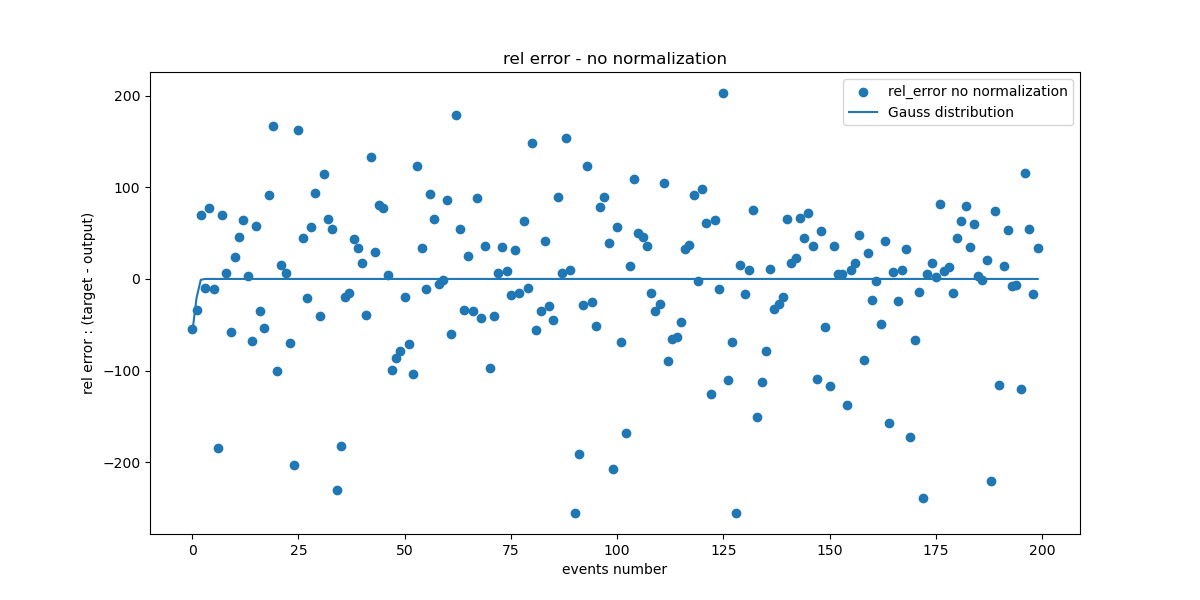 rel error - no normalization
rel_error no normalization
Gauss distribution
rel error : (target - output)
200
100
0
−100
−200
0 25 50 75 100 125 150 175 200
events number